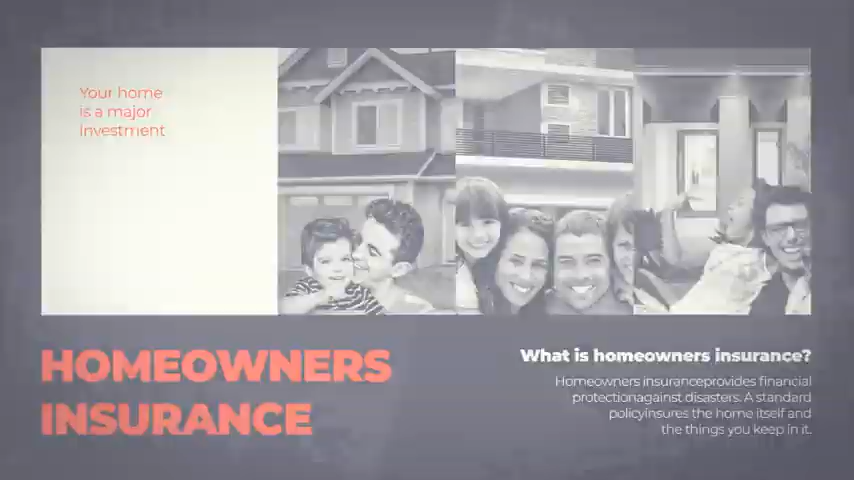 Your home
is a major
investment
HOMEOWNERS
INSURANCE
What is homeowners insurance?
Homeowners insuranceprovides financial
protectionagainst disasters. A standard
policyinsures the home itself and
the things you keep in it.